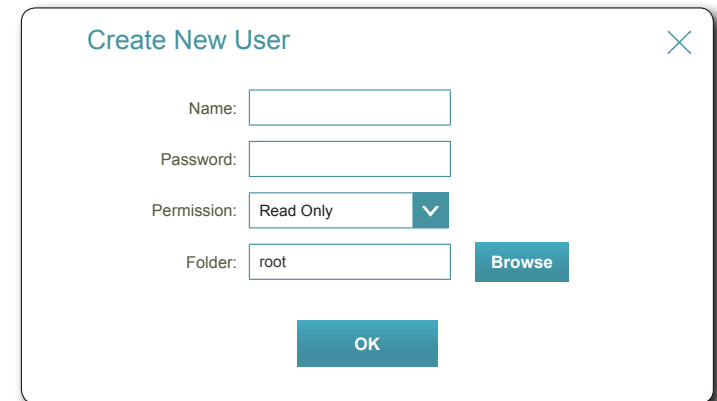 Create New User
Name:
Password:
Permission: Read Only
Folder: root Browse
OK